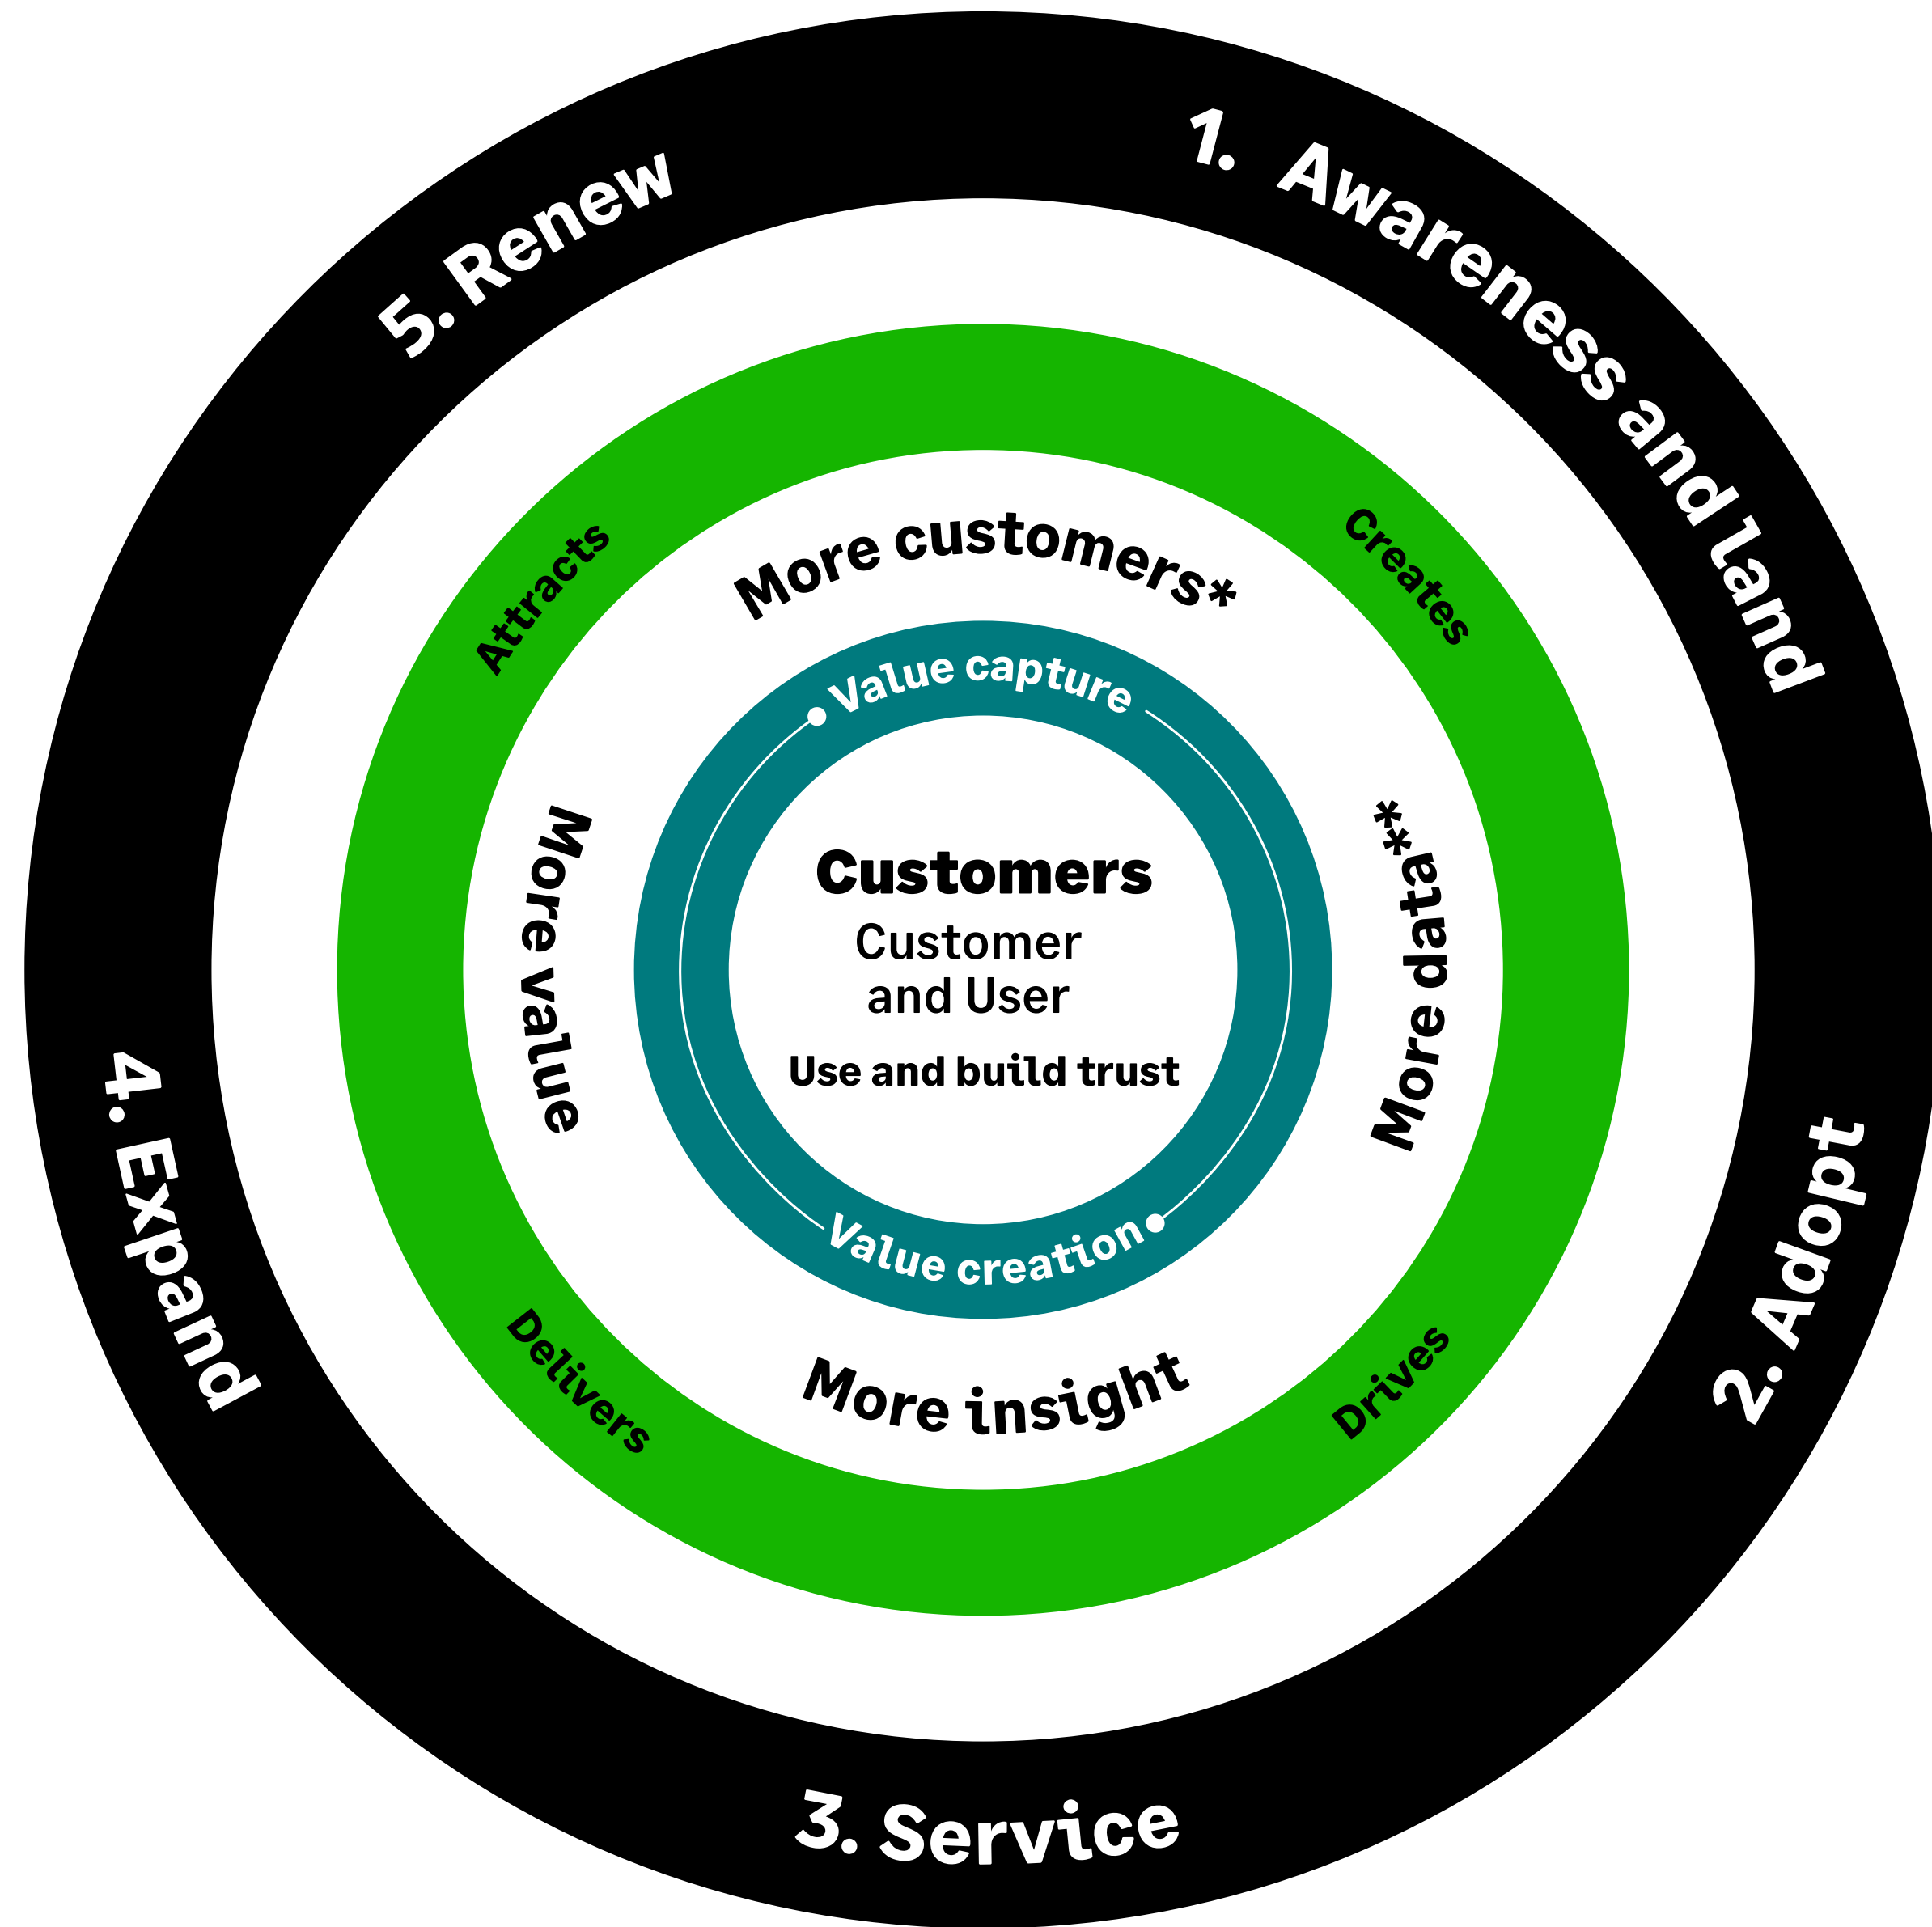 1. Awareness and 1land
2. Adopt
3. Service
4. Expand
5. Renew
Attracts
Creates
Drives
Delivers
More customers*
More data**
More insight
More value
Value capture
Value creation
Customers
Customer
and User
Use and build trust